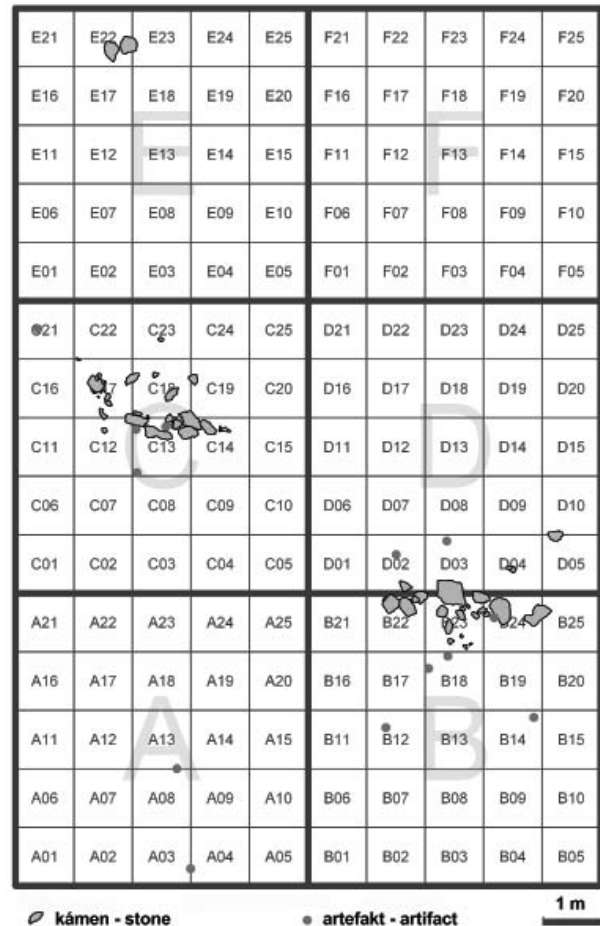 E21 E22 E23 E24 E25 F21 F22 F23 F24 F25
E16 E17 E18 E19 E20 F16 F17 F18 F19 F20
E F
E11 E12 E13 E14 E15 F11 F12 F13 F14 F15
E06 E07 E08 E09 E10 F06 F07 F08 F09 F10
E01 E02 E03 E04 E05 F01 F02 F03 F04 F05
C21 C22 C23 C24 C25 D21 D22 D23 D24 D25
C16 C17 C18 C19 C20 D16 D17 D18 D19 D20
C D
C11 C12 C13 C14 C15 D11 D12 D13 D14 D15
C06 C07 C08 C09 C10 D06 D07 D08 D09 D10
C01 C02 C03 C04 C05 D01 D02 D03 D04 D05
A21 A22 A23 A24 A25 B21 B22 B23 B24 B25
A16 A17 A18 A19 A20 B16 B17 B18 B19 B20
A B
A11 A12 A13 A14 A15 B11 B12 B13 B14 B15
A06 A07 A08 A09 A10 B06 B07 B08 B09 B10
A01 A02 A03 A04 A05 B01 B02 B03 B04 B05
kámen - stone artefakt - artifact 1 m